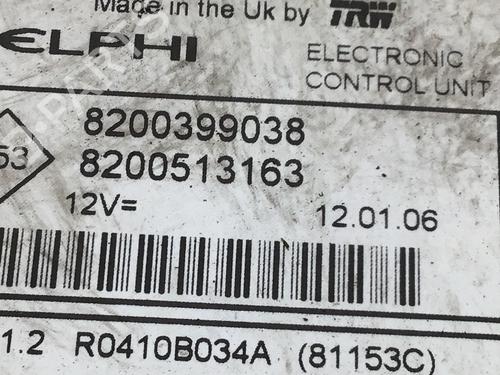 Made in the Uk by TRW
ELPHI
ELECTRONIC
CONTROL UNIT
8200399038
53
8200513163
12V=
12.01.06
1.2 R0410B034A (81153C)